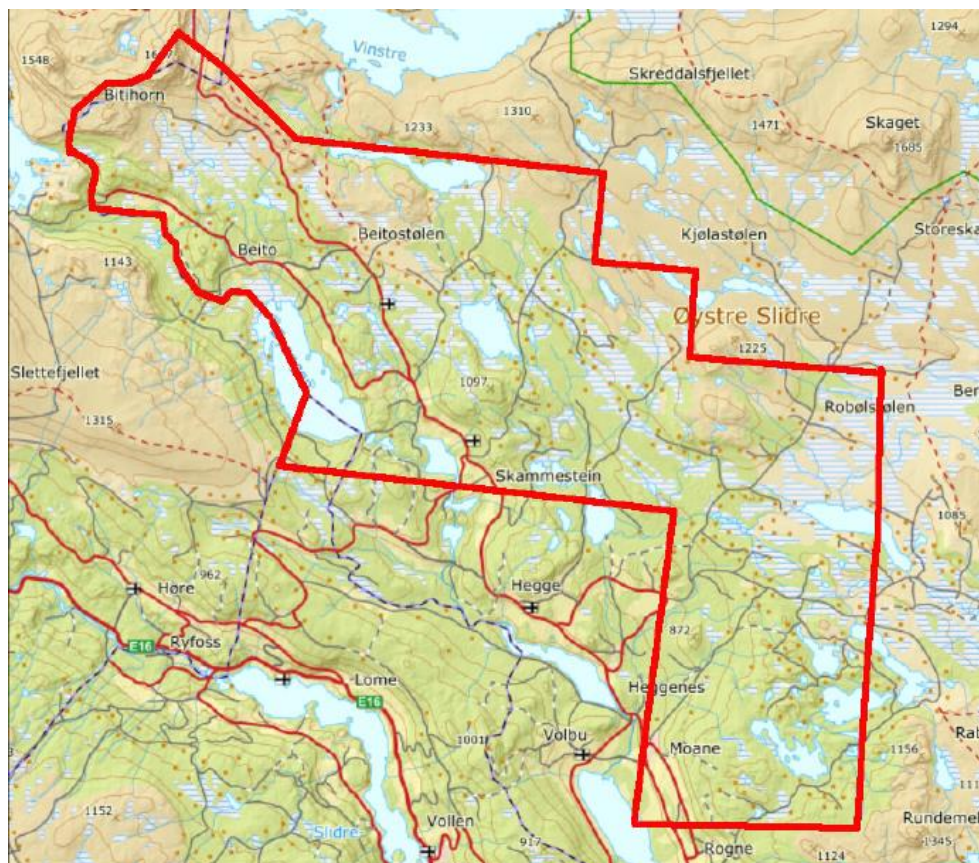 1294
Vinstre
1548
Skreddalsfjellet
Bitihorn
1310
1233
1471
Skaget
1685
Beitostølen
Kjølastølen
Storeska
Beito
1143
Øystre Slidre
1225
Slettefjellet
1097
Ber
Robølstølen
1315
Skammestein
1085
962
Høre
Hegge
872
Ryfoss
E16
Lome
Heggenes
E16
1001
Volbu
Moane
1156
Rab
1152
Slidre
Vollen
917
Rogne
1124
Rundeme
1345